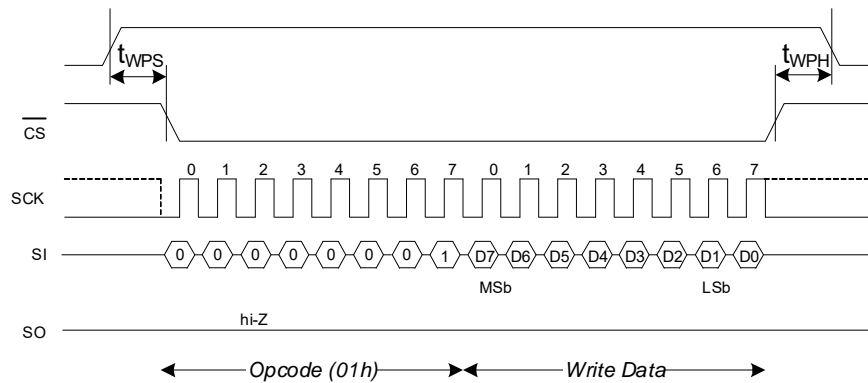 tWPS
tWPH
CS
SCK
0 1 2 3 4 5 6 7 0 1 2 3 4 5 6 7
SI
0 0 0 0 0 0 0 1 D7 D6 D5 D4 D3 D2 D1 D0
MSb LSb
SO
hi-Z
Opcode (01h) Write Data